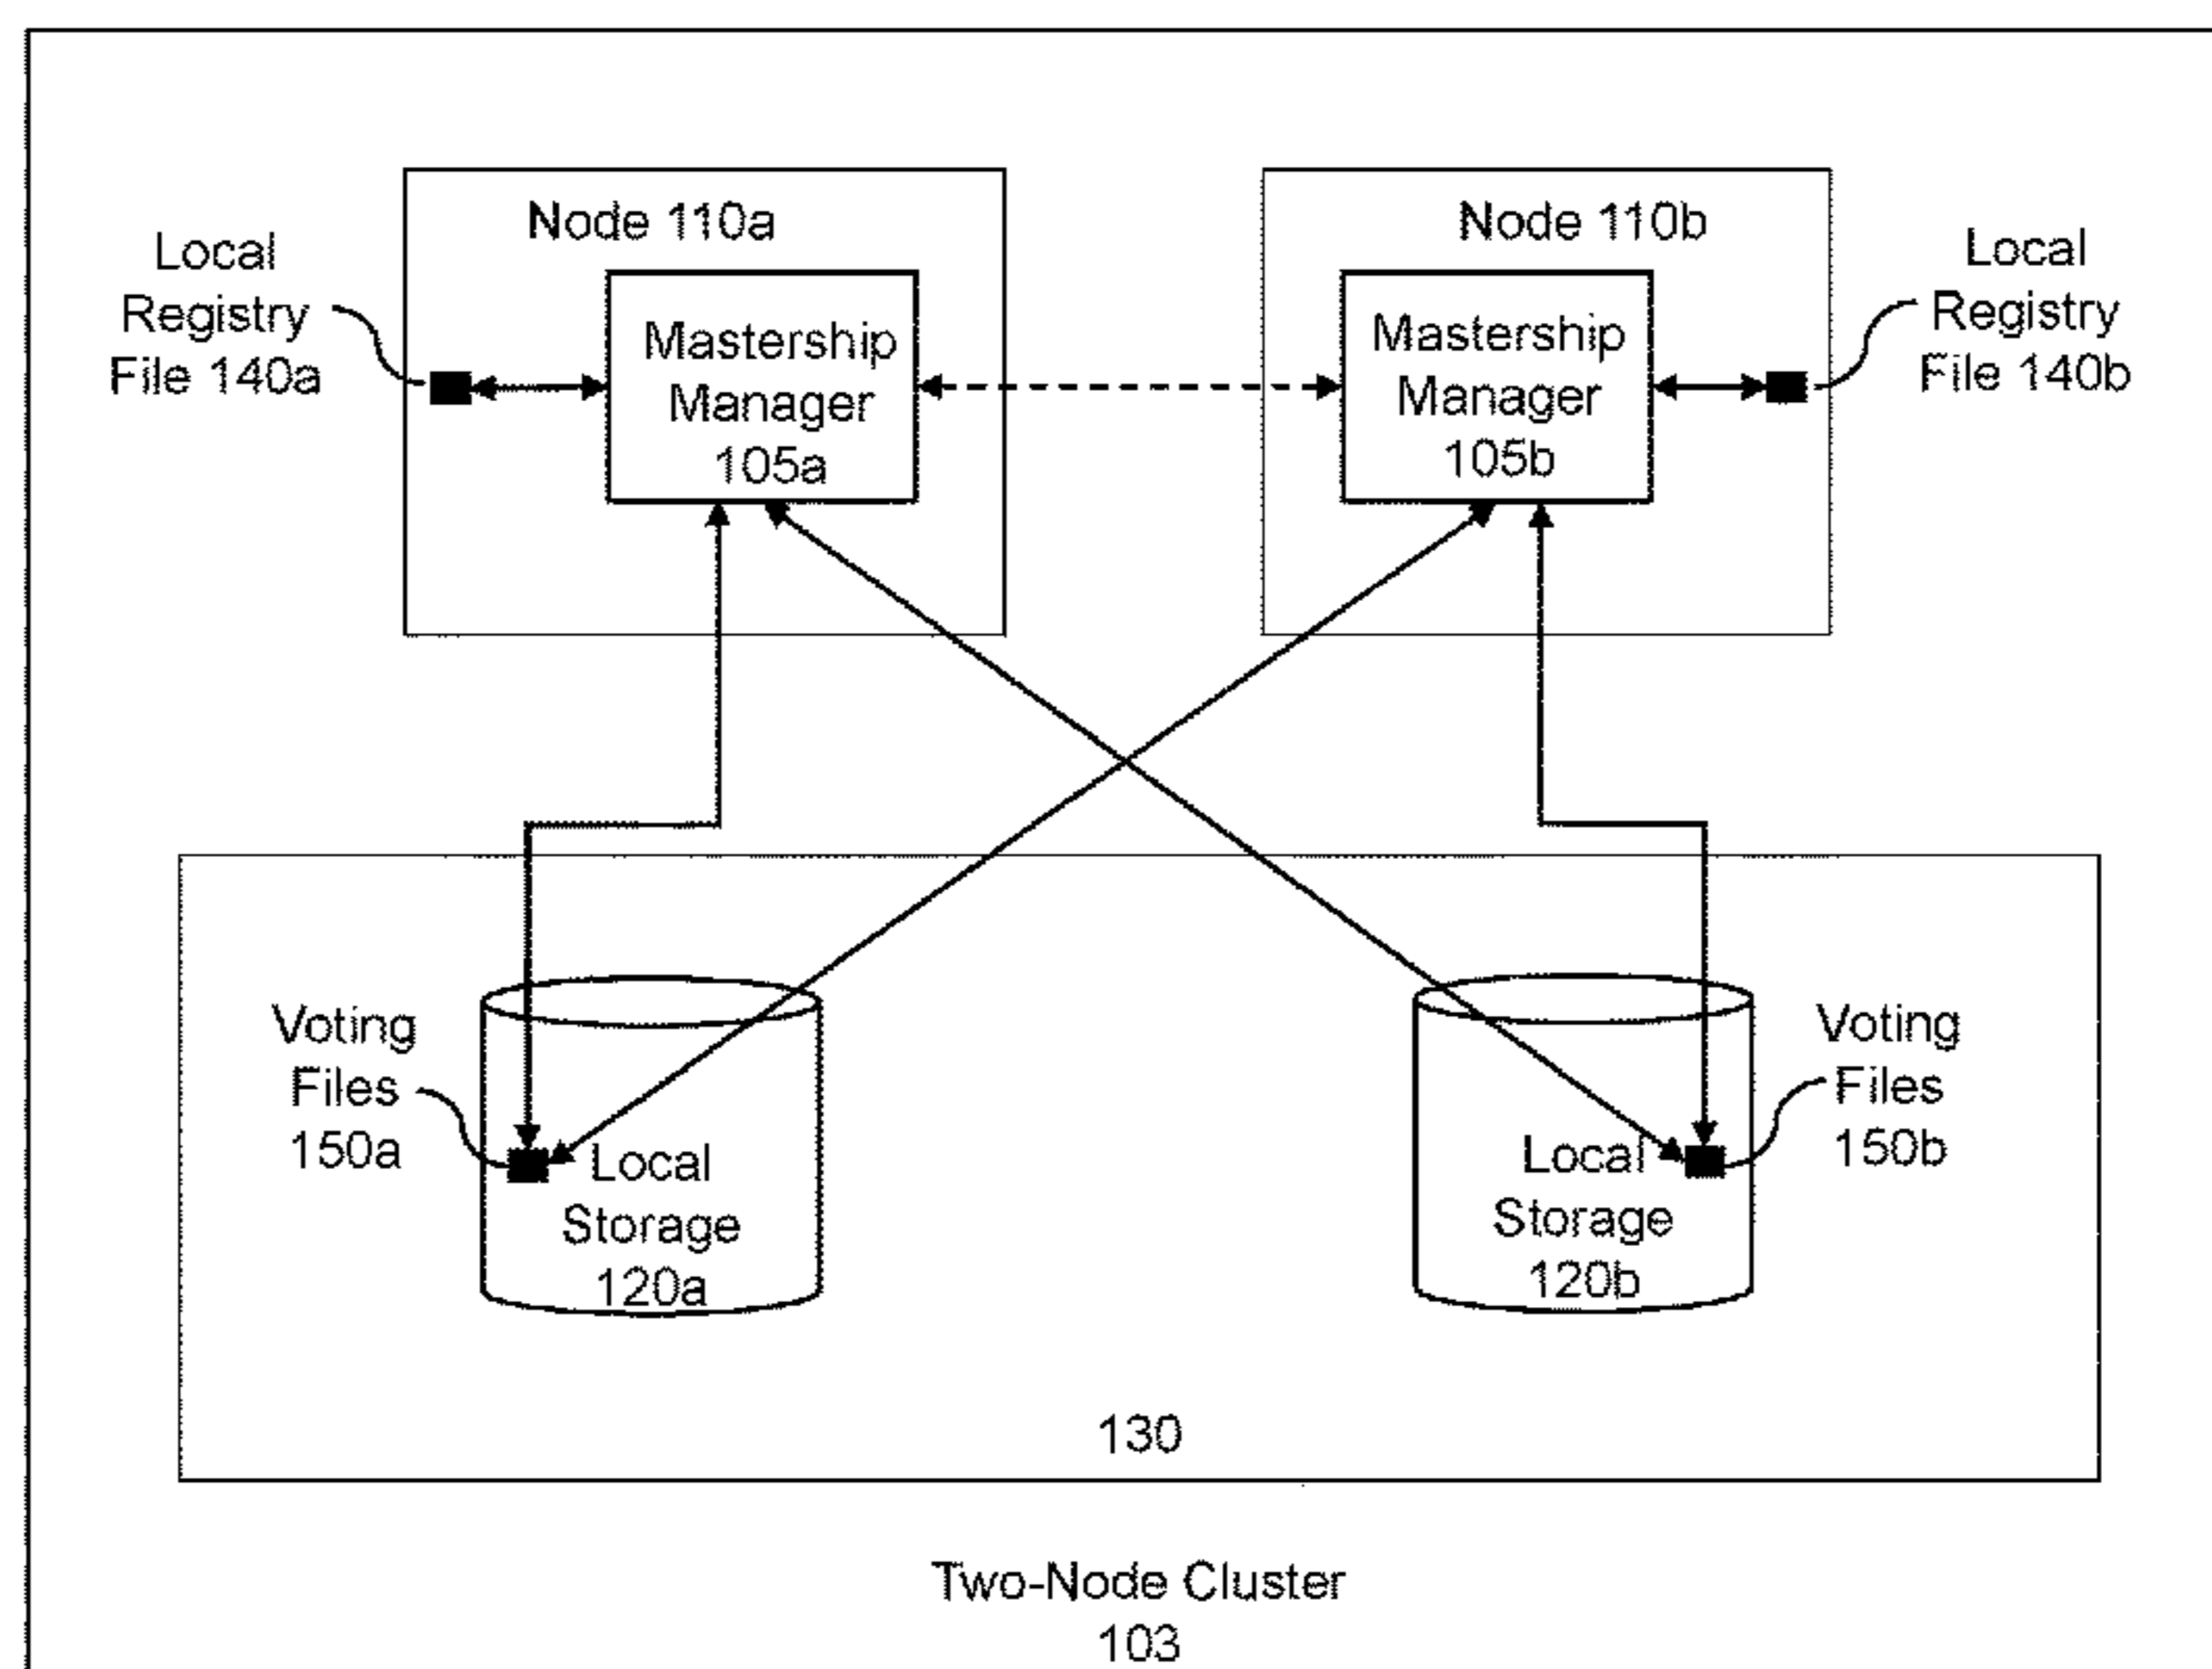 Node 110a
Node 110b
Local
Registry
File 140a
Mastership
Manager
105a
Mastership
Manager
105b
Local
Registry
File 140b
Voting
Files
150a
Local
Storage
120a
Local
Storage
120b
Voting
Files
150b
130
Two-Node Cluster
103